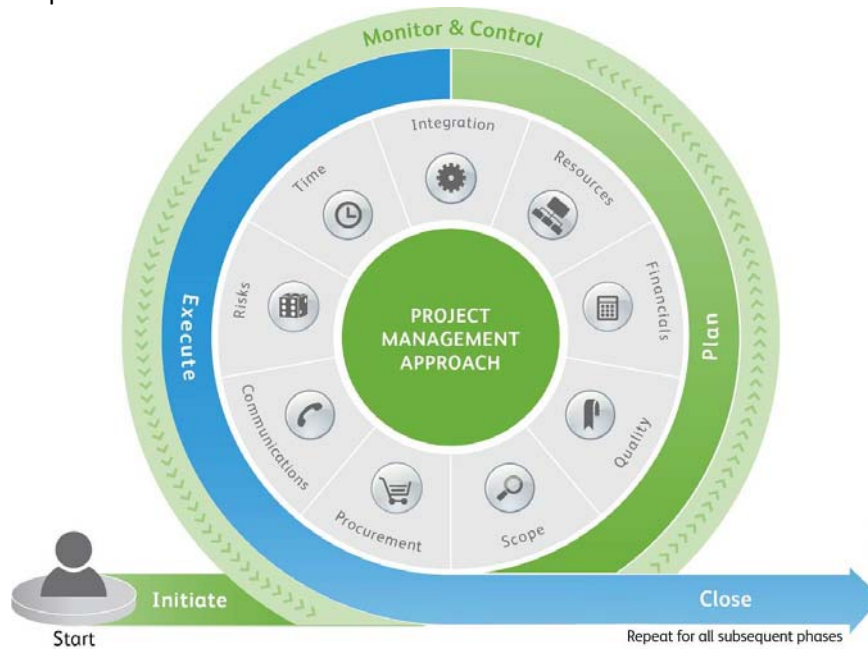 Monitor & Control
Integration
Resources
Financials
Quality
Scope
Procurement
Communications
Risks
Time
PROJECT
MANAGEMENT
APPROACH
Execute
Plan
Initiate
Close
Start
Repeat for all subsequent phases